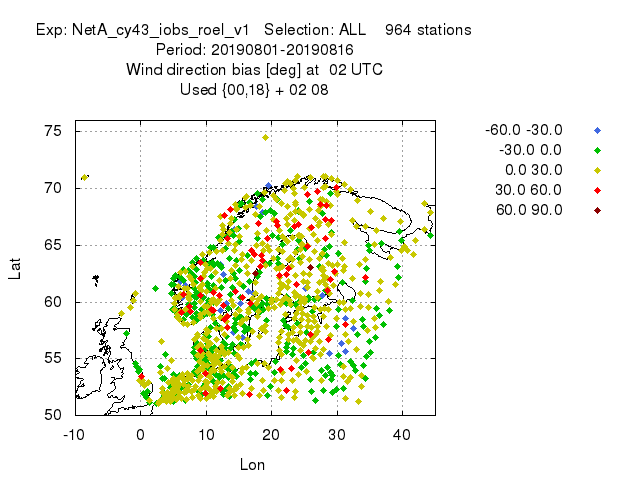 Exp: NetA_cy43_iobs_roel_v1 Selection: ALL 964 stations
Period: 20190801-20190816
Wind direction bias [deg] at 02 UTC
Used {00,18} + 02 08
-60.0 -30.0
-30.0 0.0
0.0 30.0
30.0 60.0
60.0 90.0
75
70
65
60
55
50
Lat
-10 0 10 20 30 40
Lon